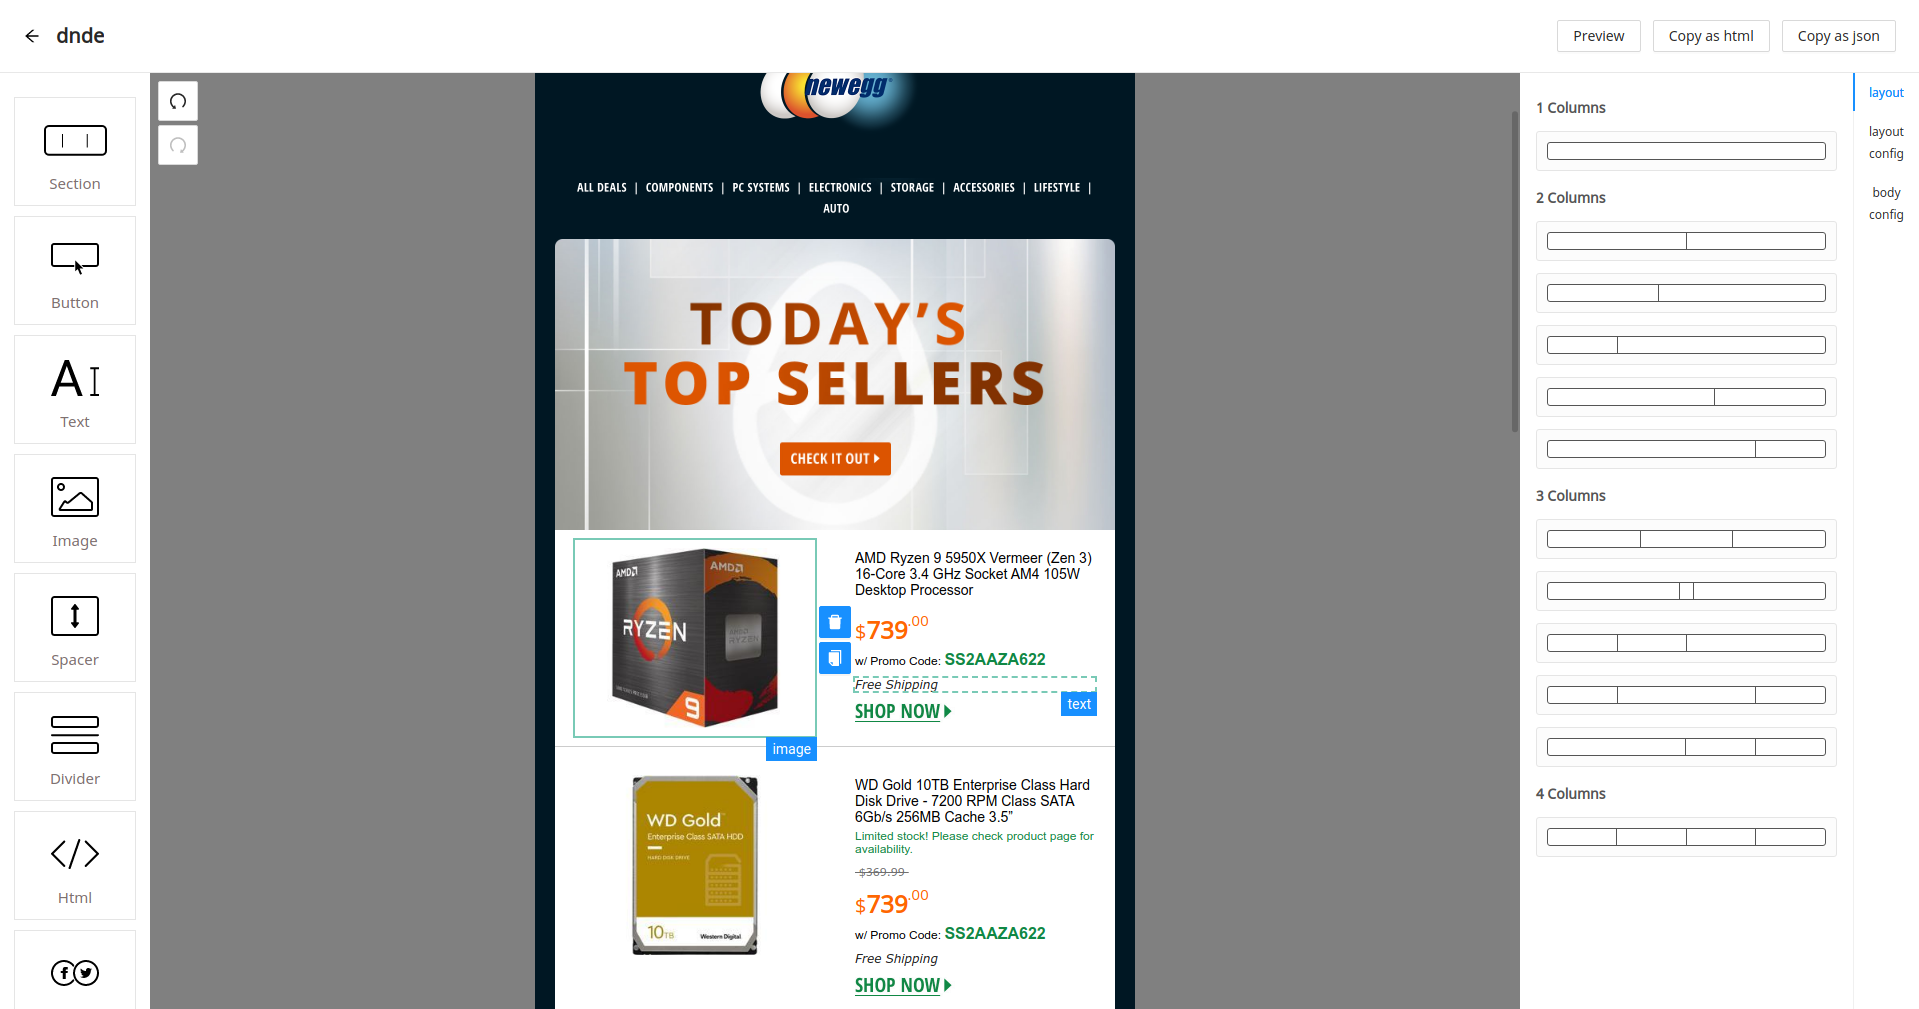 dnde
Preview
Copy as html
Copy as json
Section
Button
Text
Image
Spacer
Divider
Html
newegg
ALL DEALS | COMPONENTS | PC SYSTEMS | ELECTRONICS | STORAGE | ACCESSORIES | LIFESTYLE |
AUTO
TODAY’S
TOP SELLERS
CHECK IT OUT
AMD
AMD
RYZEN
AMD
RYZEN
9
AMD Ryzen 9 5950X Vermeer (Zen 3)
16-Core 3.4 GHz Socket AM4 105W
Desktop Processor
$739.00
w/ Promo Code: SS2AAZA622
Free Shipping
text
SHOP NOW
image
WD Gold
Enterprise Class SATA HDD
HARD DISK DRIVE
10TB
Western Digital
WD Gold 10TB Enterprise Class Hard
Disk Drive - 7200 RPM Class SATA
6Gb/s 256MB Cache 3.5”
Limited stock! Please check product page for
availability.
$369.99
$739.00
w/ Promo Code: SS2AAZA622
Free Shipping
SHOP NOW
1 Columns
2 Columns
3 Columns
4 Columns
layout
layout
config
body
config